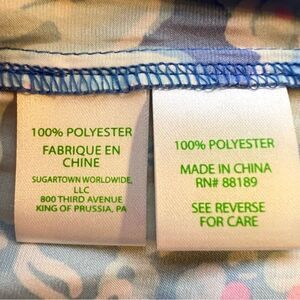 100% POLYESTER
FABRIQUE EN
CHINE
SUGARTOWN WORLDWIDE,
LLC
800 THIRD AVENUE
KING OF PRUSSIA, PA
100% POLYESTER
MADE IN CHINA
RN# 88189
SEE REVERSE
FOR CARE